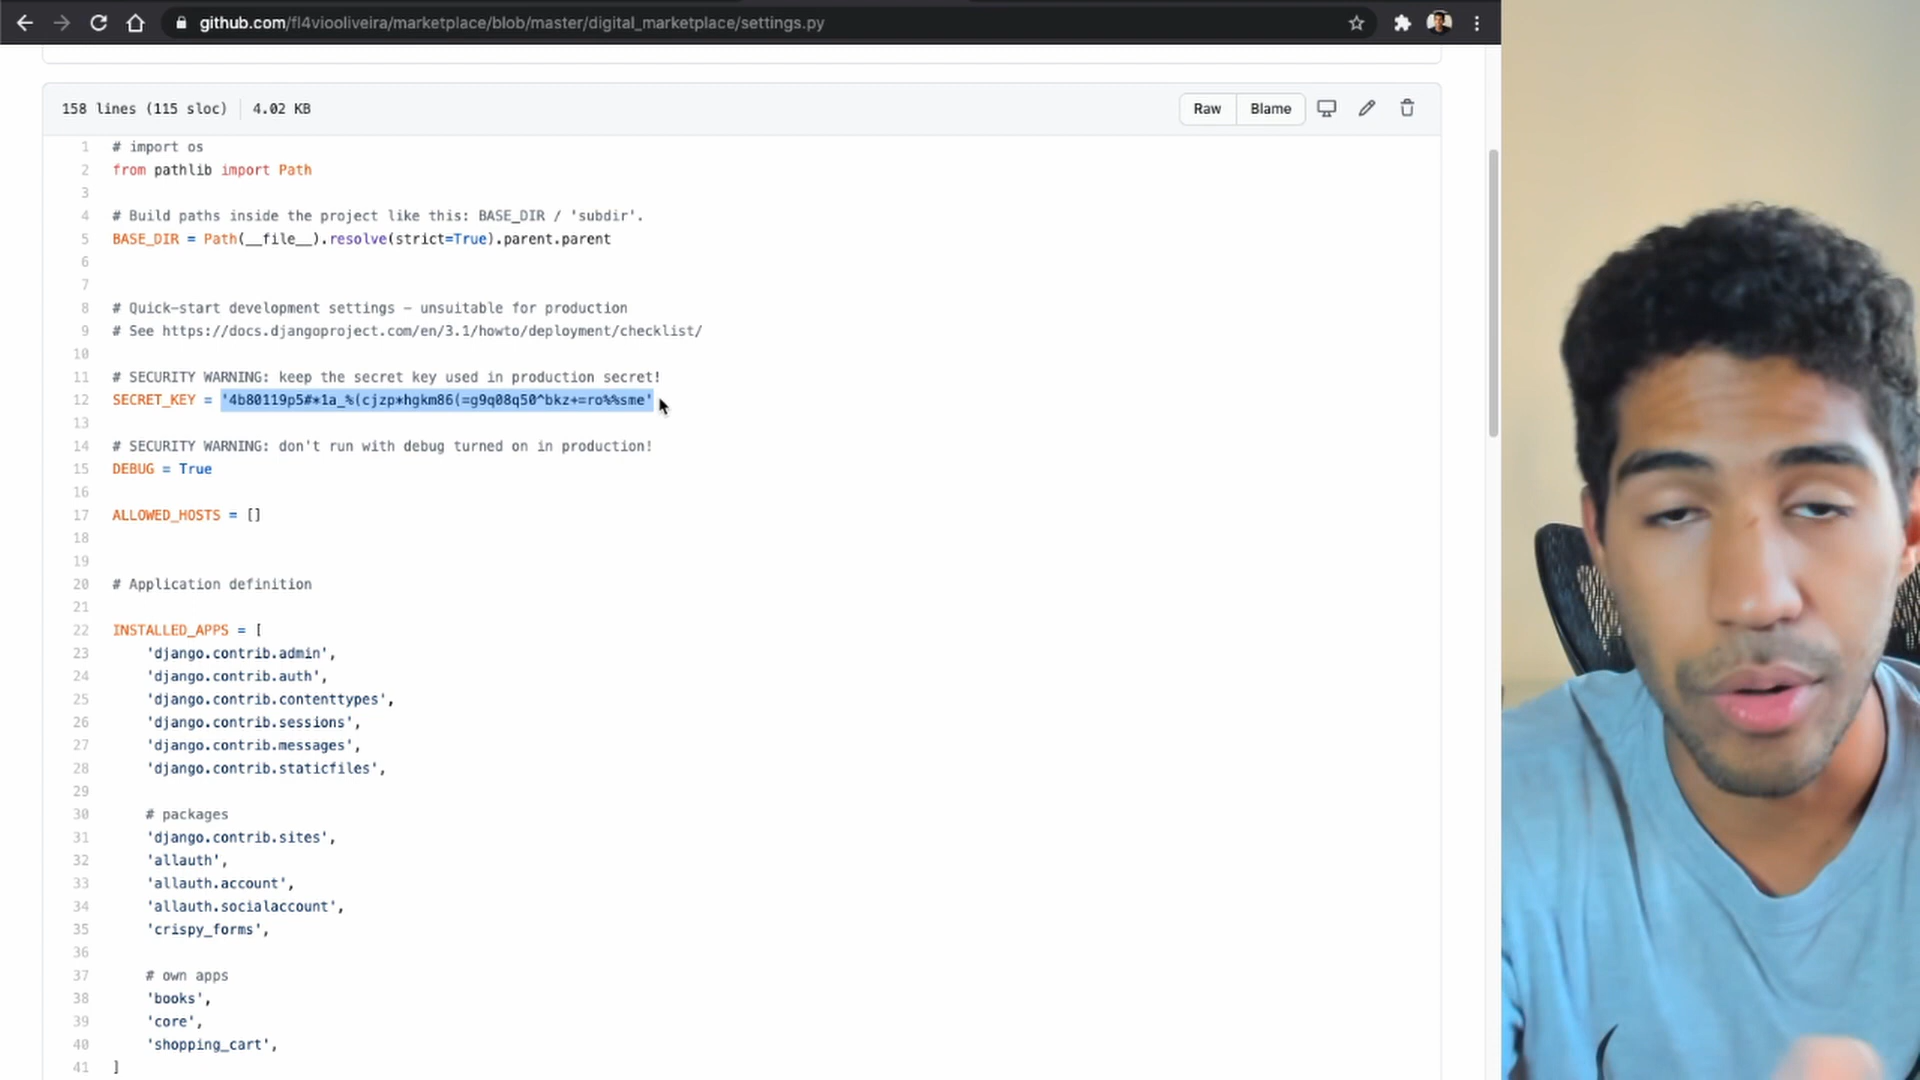 github.com/fl4viooliveira/marketplace/blob/master/digital_marketplace/settings.py
158 lines (115 sloc) 4.02 KB
Raw Blame
1 # import os
2 from pathlib import Path
3
4 # Build paths inside the project like this: BASE_DIR / 'subdir'.
5 BASE_DIR = Path(__file__).resolve(strict=True).parent.parent
6
7
8 # Quick-start development settings - unsuitable for production
9 # See https://docs.djangoproject.com/en/3.1/howto/deployment/checklist/
10
11 # SECURITY WARNING: keep the secret key used in production secret!
12 SECRET_KEY = '4b80119p5#*1a_%(cjzp*hgkm86(=g9q08q50^bkz+=ro%%sme'
13
14 # SECURITY WARNING: don't run with debug turned on in production!
15 DEBUG = True
16
17 ALLOWED_HOSTS = []
18
19
20 # Application definition
21
22 INSTALLED_APPS = [
23 'django.contrib.admin',
24 'django.contrib.auth',
25 'django.contrib.contenttypes',
26 'django.contrib.sessions',
27 'django.contrib.messages',
28 'django.contrib.staticfiles',
29
30 # packages
31 'django.contrib.sites',
32 'allauth',
33 'allauth.account',
34 'allauth.socialaccount',
35 'crispy_forms',
36
37 # own apps
38 'books',
39 'core',
40 'shopping_cart',
41 ]